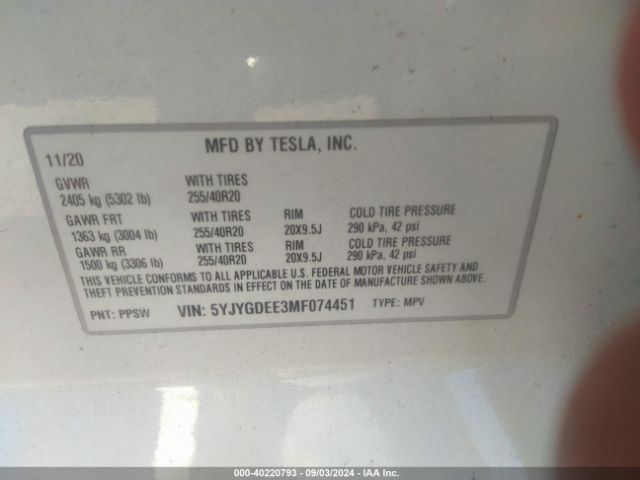 MFD BY TESLA, INC.
11/20
GVWR WITH TIRES
2405 kg (5302 lb) 255/40R20
GAWR FRT WITH TIRES RIM COLD TIRE PRESSURE
1363 kg (3004 lb) 255/40R20 20X9.5J 290 kPa, 42 psi
GAWR RR WITH TIRES RIM COLD TIRE PRESSURE
1500 kg (3306 lb) 255/40R20 20X9.5J 290 kPa, 42 psi
THIS VEHICLE CONFORMS TO ALL APPLICABLE U.S. FEDERAL MOTOR VEHICLE SAFETY AND
THEFT PREVENTION STANDARDS IN EFFECT ON THE DATE OF MANUFACTURE SHOWN ABOVE.
PNT: PPSW VIN: 5YJYGDEE3MF074451 TYPE: MPV
000-40220793 - 09/03/2024 - IAA Inc.